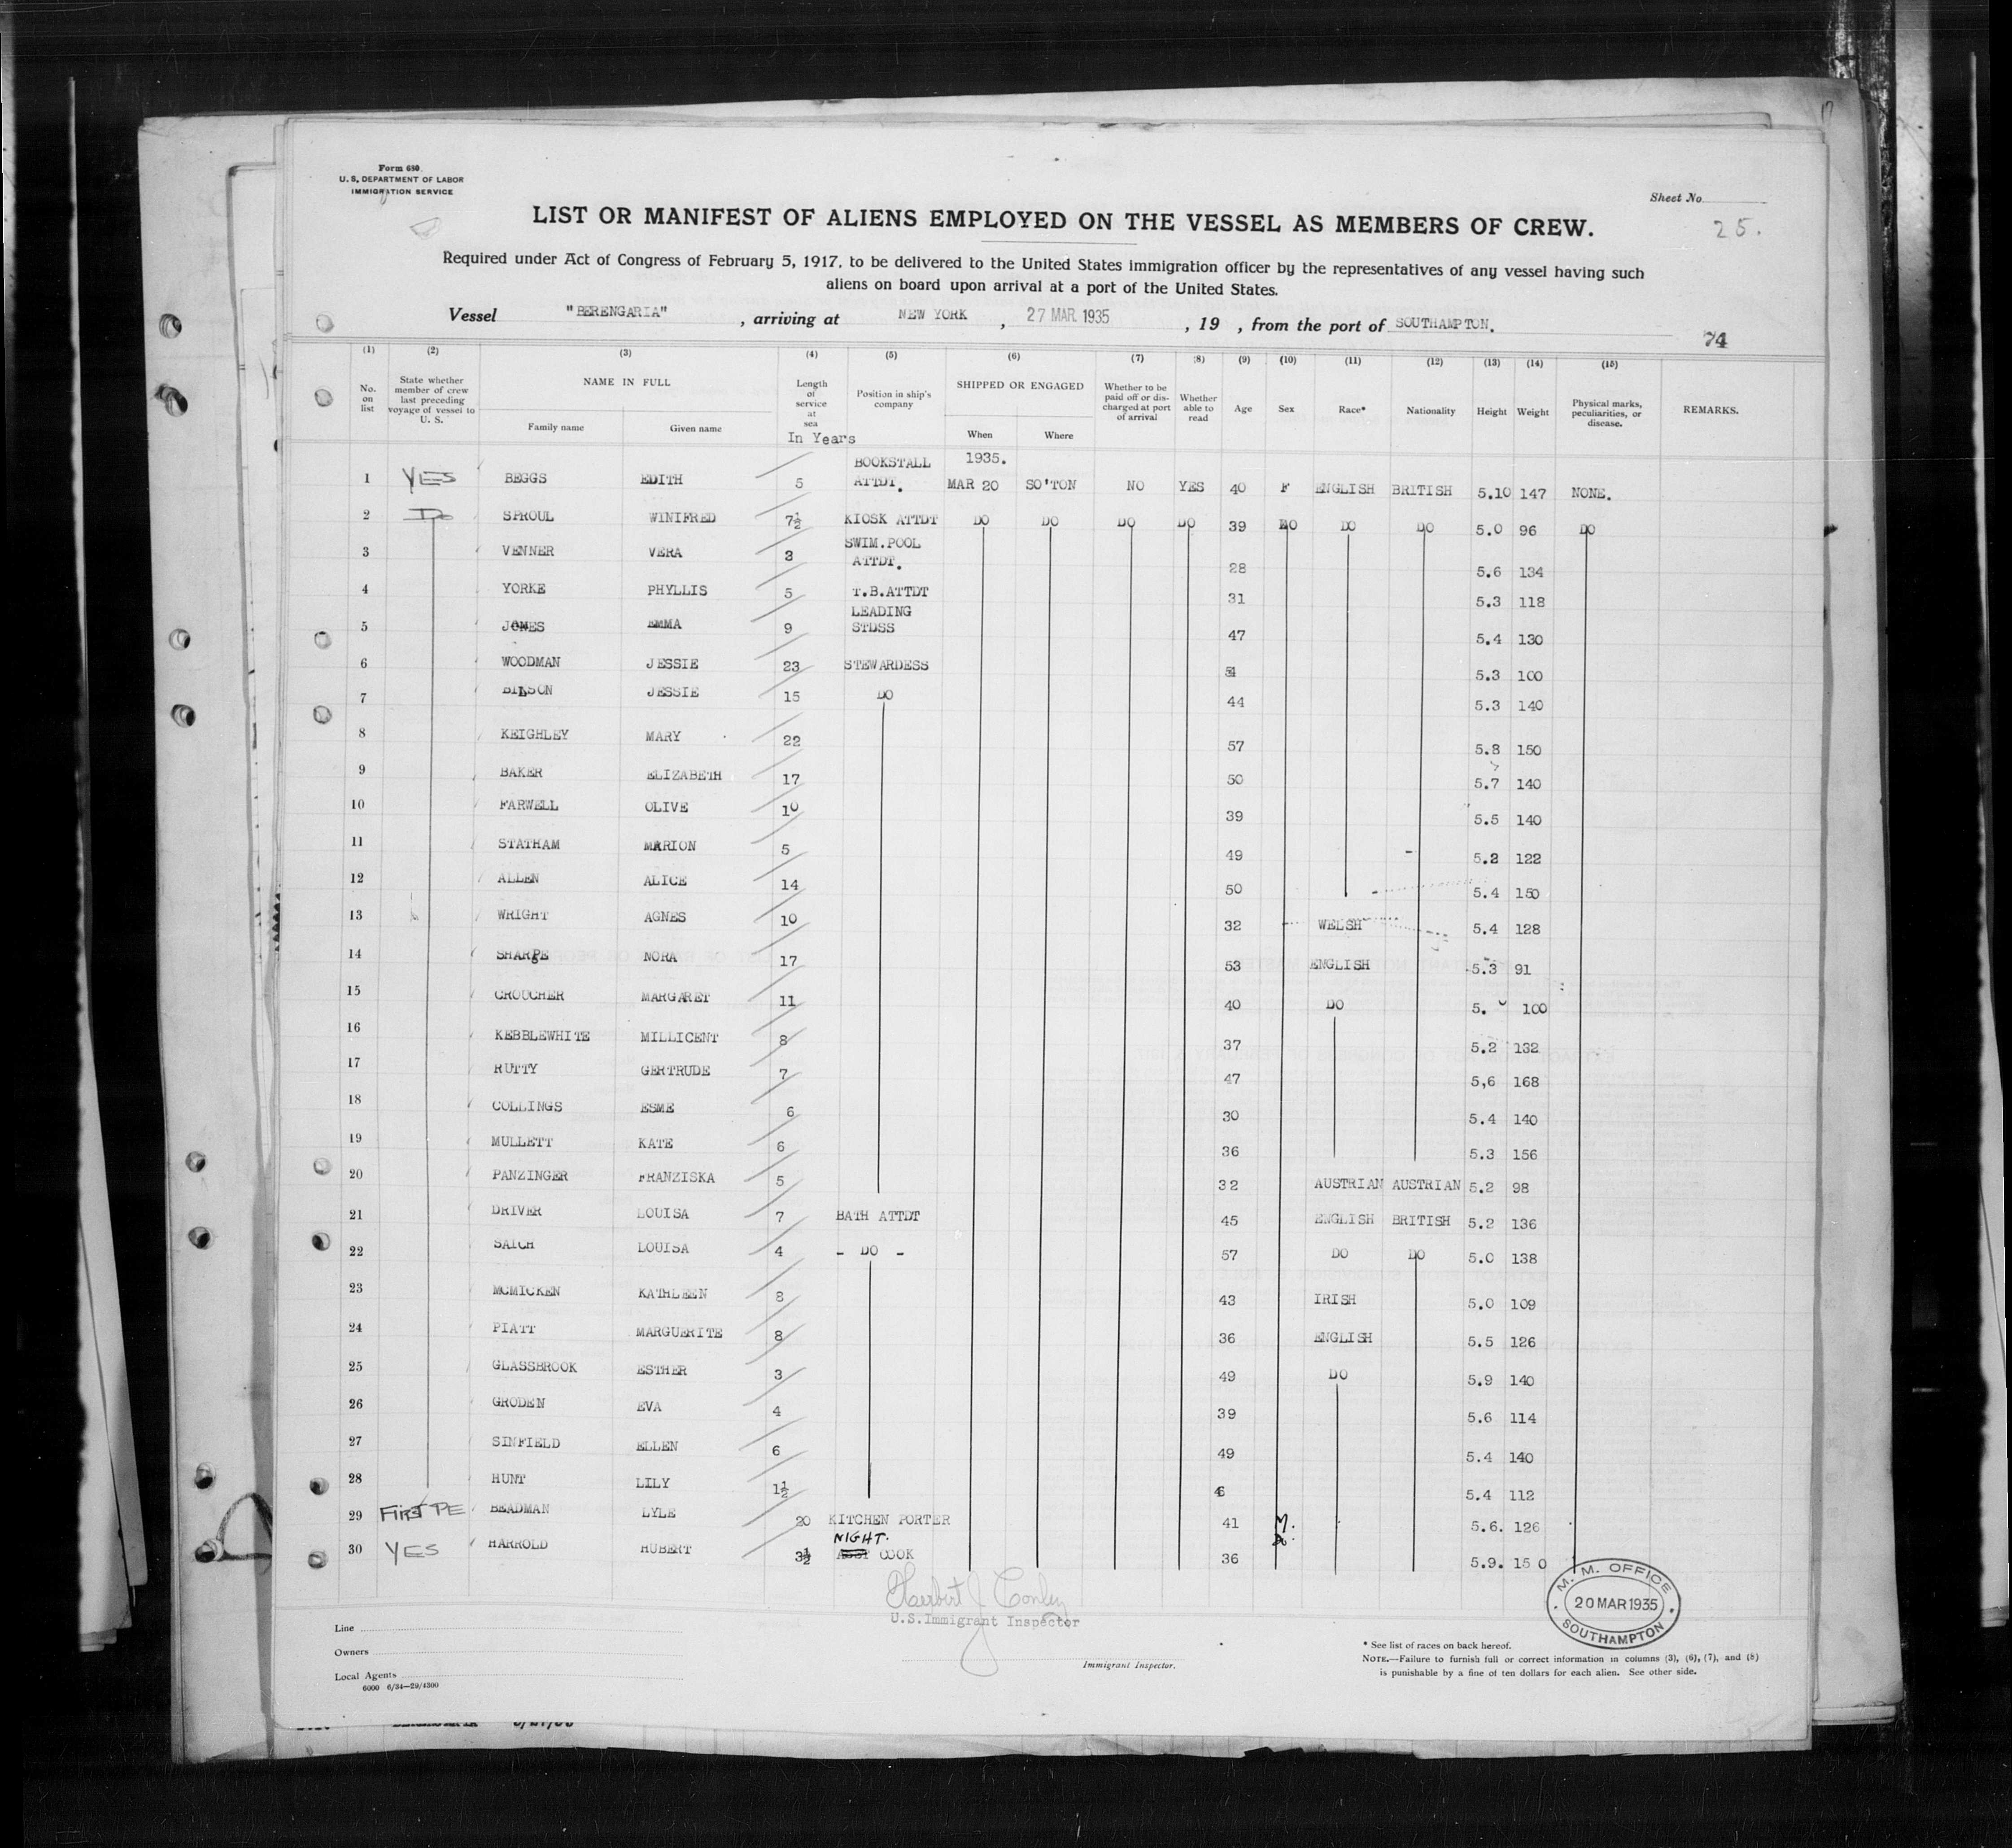 Form 680
U. S. DEPARTMENT OF LABOR
IMMIGRATION SERVICE
Sheet No.
25.
LIST OR MANIFEST OF ALIENS EMPLOYED ON THE VESSEL AS MEMBERS OF CREW.
Required under Act of Congress of February 5, 1917, to be delivered to the United States immigration officer by the representatives of any vessel having such
aliens on board upon arrival at a port of the United States.
Vessel "BERENGARIA", arriving at NEW YORK, 27 MAR 1935, 19 , from the port of SOUTHAMPTON.
74
(1) (2) (3) (4) (5) (6) (7) (8) (9) (10) (11) (12) (13) (14) (15)
No. on list State whether member of crew last preceding voyage of vessel to U. S. NAME IN FULL Family name Given name Length of service at sea In Years Position in ship's company SHIPPED OR ENGAGED When Where Whether to be paid off or discharged at port of arrival Whether able to read Age Sex Race* Nationality Height Weight Physical marks, peculiarities, or disease. REMARKS.
1 YES BEGGS EDITH 5 BOOKSTALL ATTDT. 1935. MAR 20 SO'TON NO YES 40 F ENGLISH BRITISH 5.10 147 NONE.
2 Do SPROUL WINIFRED 7½ KIOSK ATTDT DO DO DO DO 39 DO DO DO 5.0 96 DO
3 VENNER VERA 3 SWIM.POOL ATTDT. 28 5.6 134
4 YORKE PHYLLIS 5 T.B.ATTDT 31 5.3 118
5 JONES EMMA 9 LEADING STDSS 47 5.4 130
6 WOODMAN JESSIE 23 STEWARDESS 5.3 100
7 BILSON JESSIE 15 DO 44 5.3 140
8 KEIGHLEY MARY 22 57 5.8 150
9 BAKER ELIZABETH 17 50 5.7 140
10 FARWELL OLIVE 10 39 5.5 140
11 STATHAM MARION 5 49 5.2 122
12 ALLEN ALICE 14 50 5.4 150
13 WRIGHT AGNES 10 32 WELSH 5.4 128
14 SHARPE NORA 17 53 ENGLISH 5.3 91
15 CROUCHER MARGARET 11 40 DO 5. 100
16 KEBBLEWHITE MILLICENT 8 37 5.2 132
17 RUTTY GERTRUDE 7 47 5,6 168
18 COLLINGS ESME 6 30 5.4 140
19 MULLETT KATE 6 36 5.3 156
20 PANZINGER FRANZISKA 5 32 AUSTRIAN AUSTRIAN 5.2 98
21 DRIVER LOUISA 7 BATH ATTDT 45 ENGLISH BRITISH 5.2 136
22 SAICH LOUISA 4 - DO - 57 DO DO 5.0 138
23 MCMICKEN KATHLEEN 8 43 IRISH 5.0 109
24 PIATT MARGUERITE 8 36 ENGLISH 5.5 126
25 GLASSBROOK ESTHER 3 49 DO 5.9 140
26 GRODEN EVA 4 39 5.6 114
27 SINFIELD ELLEN 6 49 5.4 140
28 HUNT LILY 1½ 5.4 112
29 FIRST BEADMAN LYLE 20 KITCHEN PORTER 41 M. 5.6. 126
30 YES HARROLD HUBERT 3½ NIGHT. COOK 36 5.9. 150
Herbert J Conley
U.S.Immigrant Inspector
Immigrant Inspector.
M. M. OFFICE
20 MAR 1935
SOUTHAMPTON
Line
Owners
Local Agents
6000 6/34—29/4300
* See list of races on back hereof.
NOTE.—Failure to furnish full or correct information in columns (3), (6), (7), and (8)
is punishable by a fine of ten dollars for each alien. See other side.